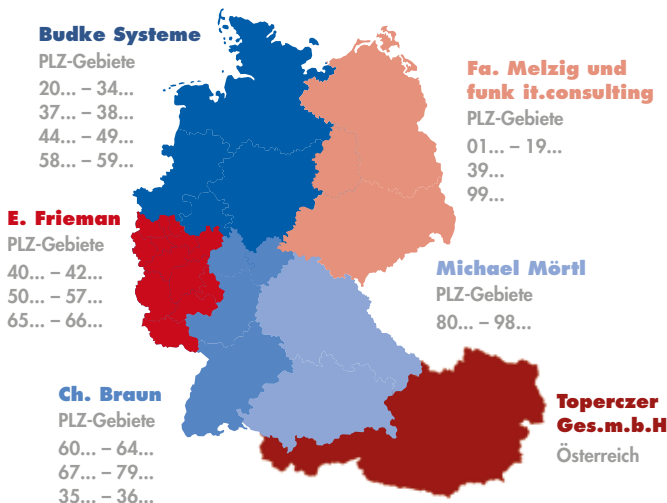 Budke Systeme
PLZ-Gebiete
20... – 34...
37... – 38...
44... – 49...
58... – 59...
Fa. Melzig und
funk it.consulting
PLZ-Gebiete
01... – 19...
39...
99...
E. Frieman
PLZ-Gebiete
40... – 42...
50... – 57...
65... – 66...
Michael Mörtl
PLZ-Gebiete
80... – 98...
Ch. Braun
PLZ-Gebiete
60... – 64...
67... – 79...
35... – 36...
Toperczer
Ges.m.b.H
Österreich